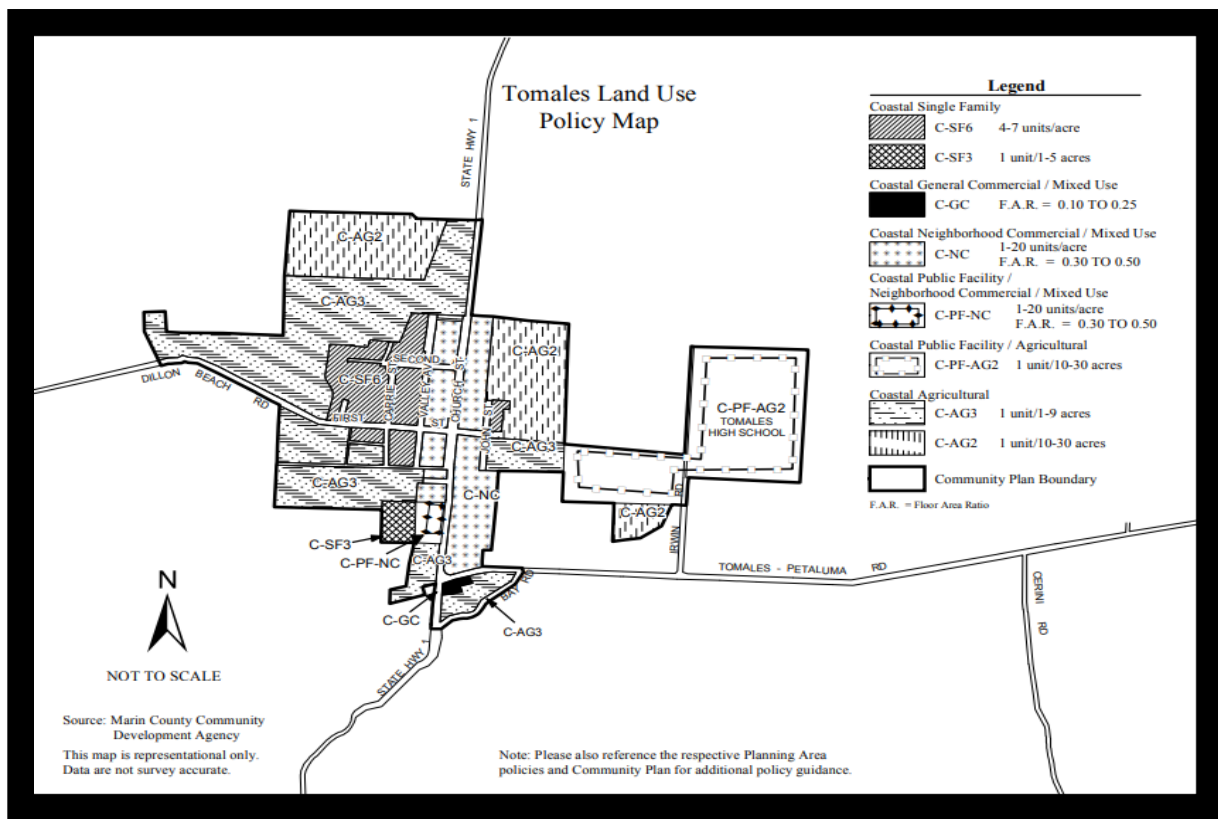 Tomales Land Use
Policy Map
Legend
Coastal Single Family
C-SF6 4-7 units/acre
C-SF3 1 unit/1-5 acres
Coastal General Commercial / Mixed Use
C-GC F.A.R. = 0.10 TO 0.25
Coastal Neighborhood Commercial / Mixed Use
C-NC 1-20 units/acre
F.A.R. = 0.30 TO 0.50
Coastal Public Facility /
Neighborhood Commercial / Mixed Use
C-PF-NC 1-20 units/acre
F.A.R. = 0.30 TO 0.50
Coastal Public Facility / Agricultural
C-PF-AG2 1 unit/10-30 acres
Coastal Agricultural
C-AG3 1 unit/1-9 acres
C-AG2 1 unit/10-30 acres
Community Plan Boundary
F.A.R. = Floor Area Ratio
STATE HWY 1
C-AG2
C-AG3
SECOND
C-AG2
DILLON BEACH RD
C-SF6
CARRIE ST.
VALLEY AV.
CHURCH ST.
FIRST ST.
JOHN ST.
C-AG3
C-PF-AG2
TOMALES
HIGH SCHOOL
C-AG3
C-NC
C-AG2
IRWIN RD
C-SF3
C-PF-NC
C-AG3
TOMALES - PETALUMA RD
BAY RD
C-GC
C-AG3
CERINI RD
STATE HWY 1
N
NOT TO SCALE
Source: Marin County Community
Development Agency
This map is representational only.
Data are not survey accurate.
Note: Please also reference the respective Planning Area
policies and Community Plan for additional policy guidance.